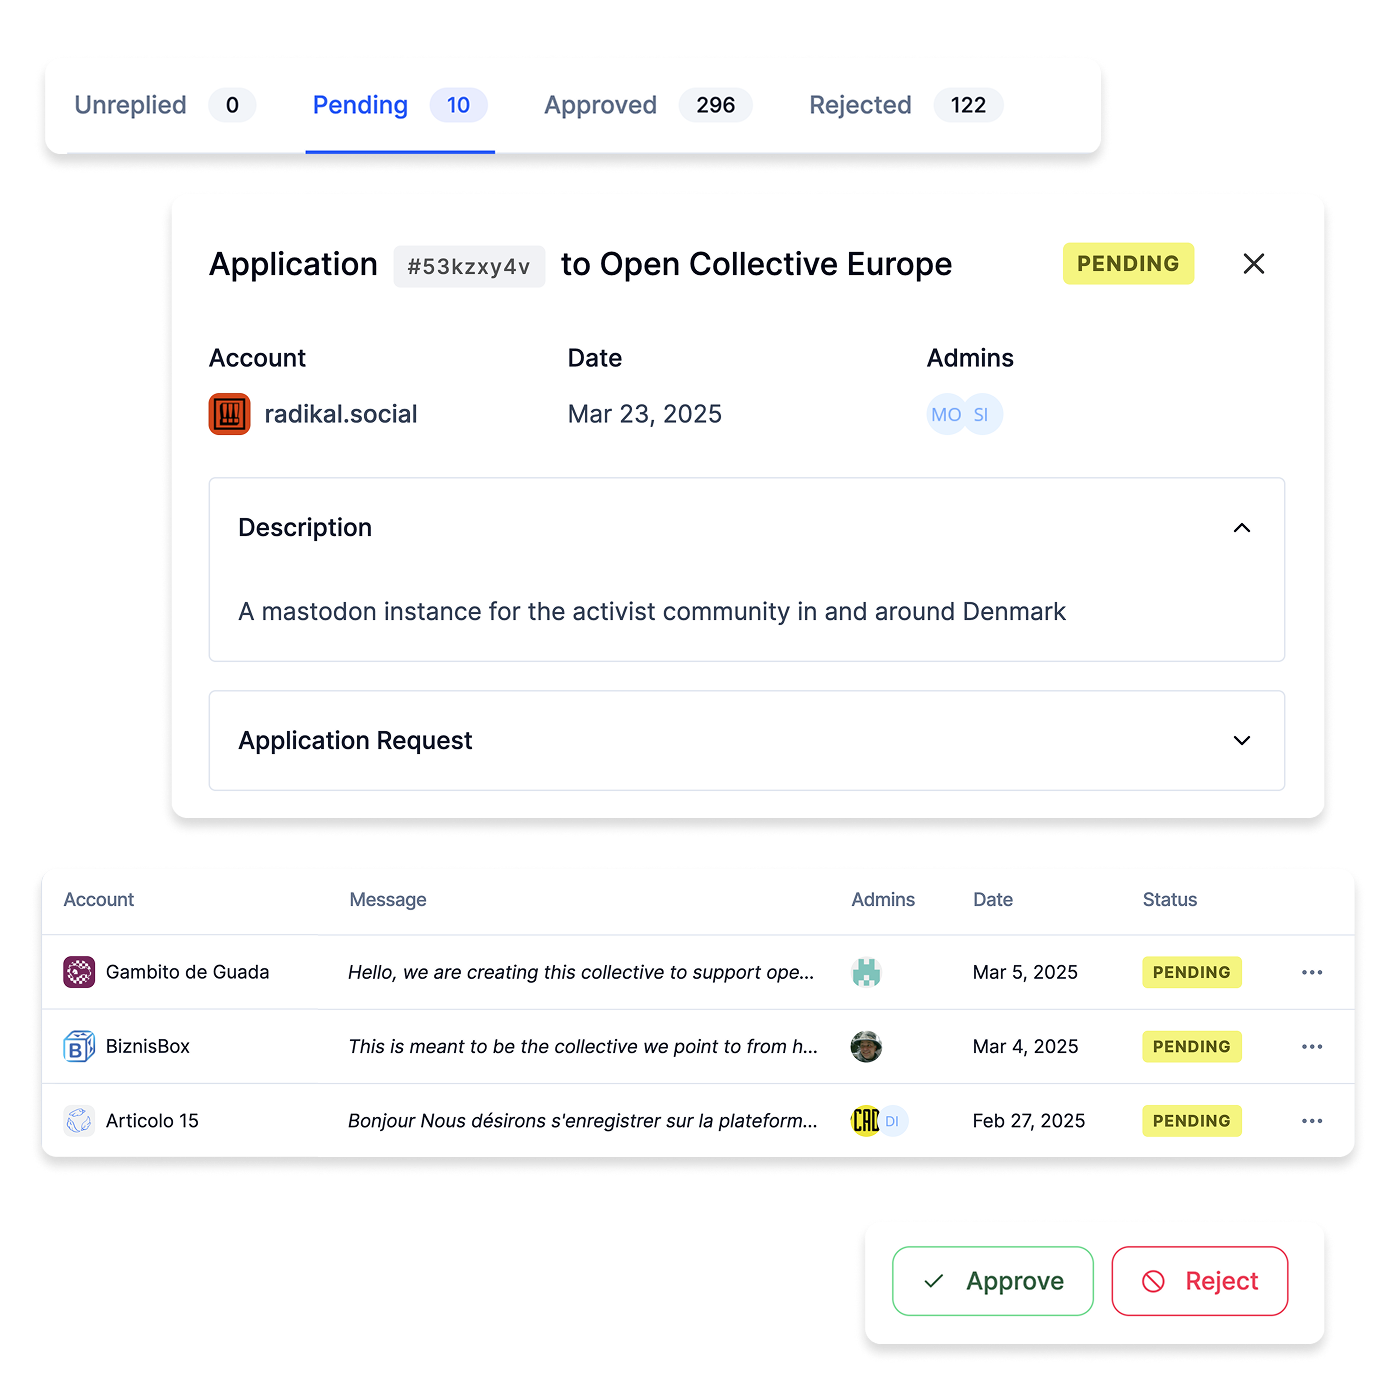 Unreplied 0 Pending 10 Approved 296 Rejected 122
Application #53kzxy4v to Open Collective Europe PENDING
Account Date Admins
radikal.social Mar 23, 2025 MO SI
Description
A mastodon instance for the activist community in and around Denmark
Application Request
Account Message Admins Date Status
Gambito de Guada Hello, we are creating this collective to support ope... Mar 5, 2025 PENDING
B BiznisBox This is meant to be the collective we point to from h... Mar 4, 2025 PENDING
Articolo 15 Bonjour Nous désirons s'enregistrer sur la plateform... CAD DI Feb 27, 2025 PENDING
Approve Reject